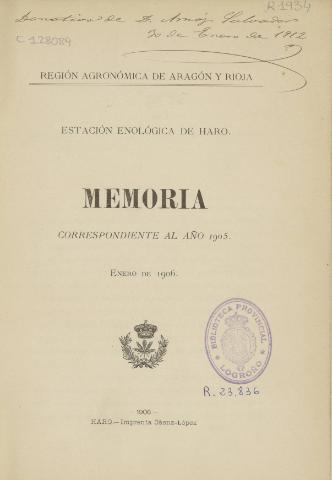 R-1934
Donativo de D. Amós Salvador
C 128089
20 de Enero de 1912
REGIÓN AGRONÓMICA DE ARAGÓN Y RIOJA
ESTACIÓN ENOLÓGICA DE HARO.
MEMORIA
CORRESPONDIENTE AL AÑO 1905.
ENERO DE 1906.
BIBLIOTECA PROVINCIAL
LOGROÑO
R. 23.836
- 1906 -
HARO.—Imprenta Sáenz-López